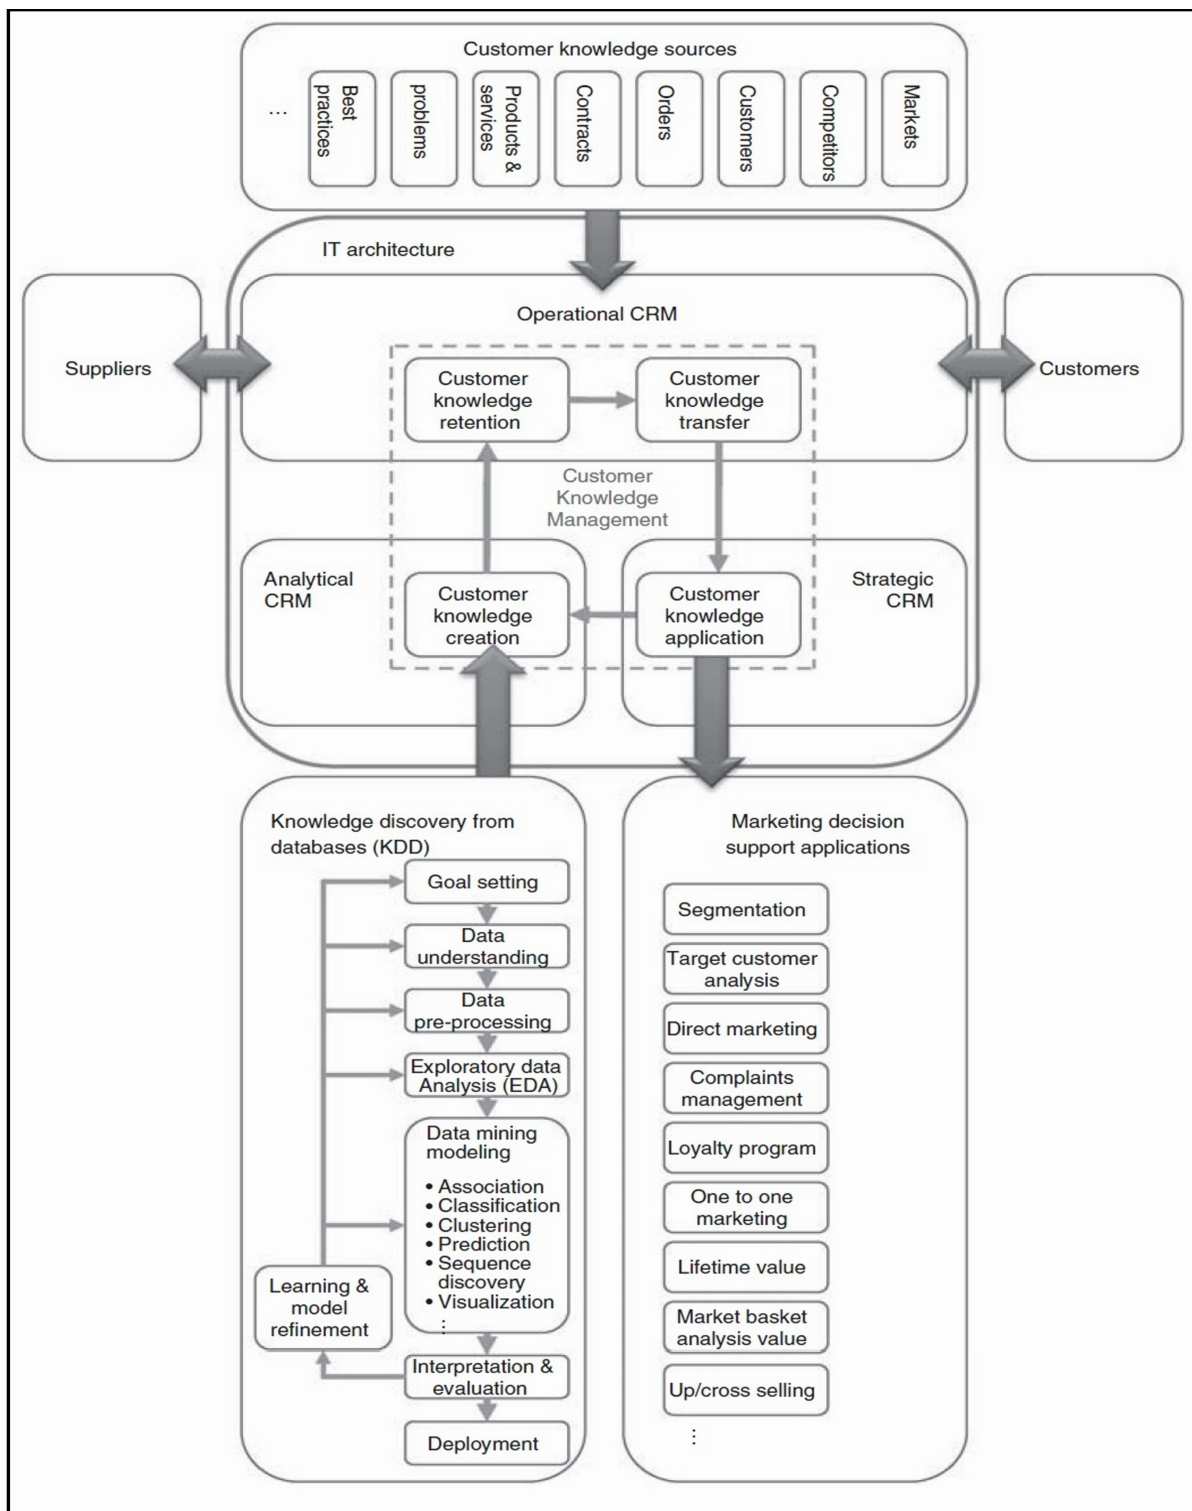 Customer knowledge sources
...
Best
practices
problems
Products &
services
Contracts
Orders
Customers
Competitors
Markets
IT architecture
Operational CRM
Suppliers
Customers
Customer
knowledge
retention
Customer
knowledge
transfer
Customer
Knowledge
Management
Analytical
CRM
Customer
knowledge
creation
Customer
knowledge
application
Strategic
CRM
Knowledge discovery from
databases (KDD)
Goal setting
Data
understanding
Data
pre-processing
Exploratory data
Analysis (EDA)
Data mining
modeling
• Association
• Classification
• Clustering
• Prediction
• Sequence
discovery
• Visualization
⋮
Learning &
model
refinement
Interpretation &
evaluation
Deployment
Marketing decision
support applications
Segmentation
Target customer
analysis
Direct marketing
Complaints
management
Loyalty program
One to one
marketing
Lifetime value
Market basket
analysis value
Up/cross selling
⋮